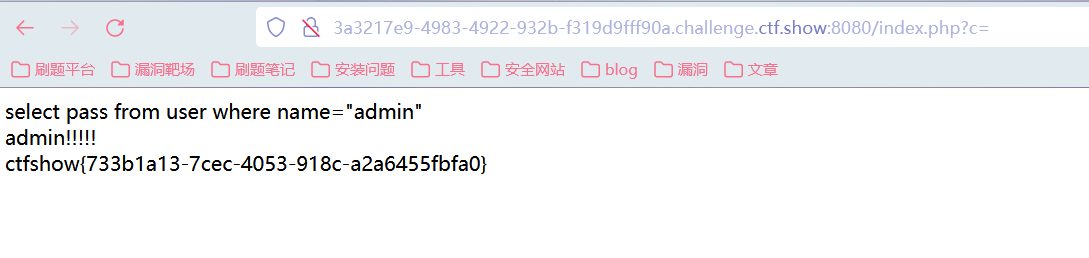 3a3217e9-4983-4922-932b-f319d9fff90a.challenge.ctf.show:8080/index.php?c=
刷题平台 漏洞靶场 刷题笔记 安装问题 工具 安全网站 blog 漏洞 文章
select pass from user where name="admin"
admin!!!!!
ctfshow{733b1a13-7cec-4053-918c-a2a6455fbfa0}